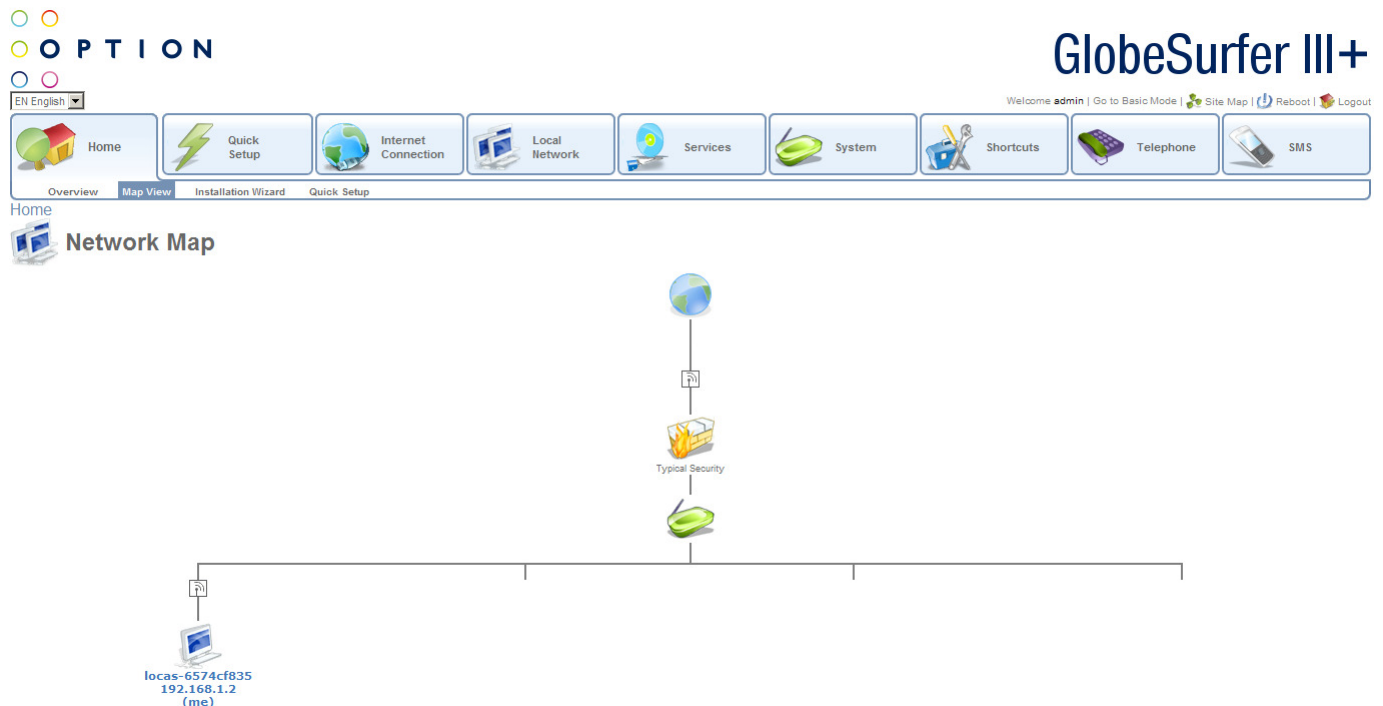 OPTION
GlobeSurfer III+
EN English
Welcome admin | Go to Basic Mode | Site Map | Reboot | Logout
Home
Quick Setup
Internet Connection
Local Network
Services
System
Shortcuts
Telephone
SMS
Overview Map View Installation Wizard Quick Setup
Home
Network Map
Typical Security
locas-6574cf835
192.168.1.2
(me)